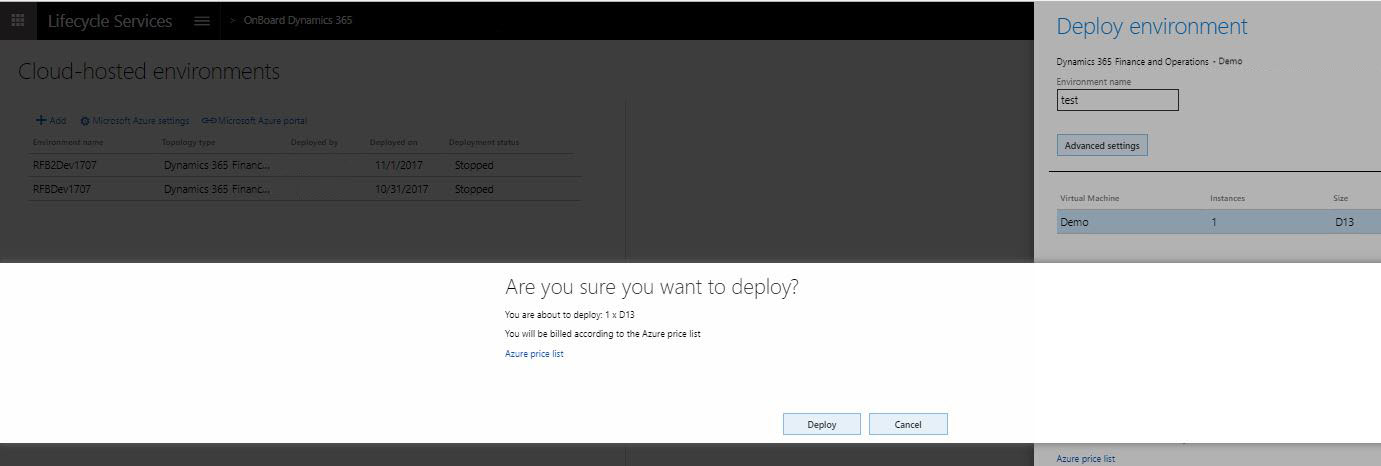 Lifecycle Services > OnBoard Dynamics 365
Cloud-hosted environments
Add Microsoft Azure settings Microsoft Azure portal
Environment name Topology type Deployed by Deployed on Deployment status
RFB2Dev1707 Dynamics 365 Financ... 11/1/2017 Stopped
RFBDev1707 Dynamics 365 Financ... 10/31/2017 Stopped
Deploy environment
Dynamics 365 Finance and Operations - Demo
Environment name
test
Advanced settings
Virtual Machine Instances Size
Demo 1 D13
Are you sure you want to deploy?
You are about to deploy: 1 x D13
You will be billed according to the Azure price list
Azure price list
Deploy Cancel
Azure price list